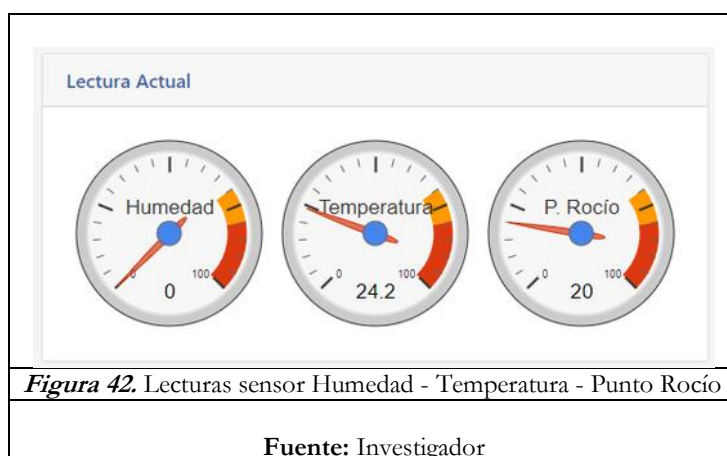 Lectura Actual
Humedad
0
100
0
Temperatura
0
100
24.2
P. Rocío
0
100
20
Figura 42. Lecturas sensor Humedad - Temperatura - Punto Rocío
Fuente: Investigador